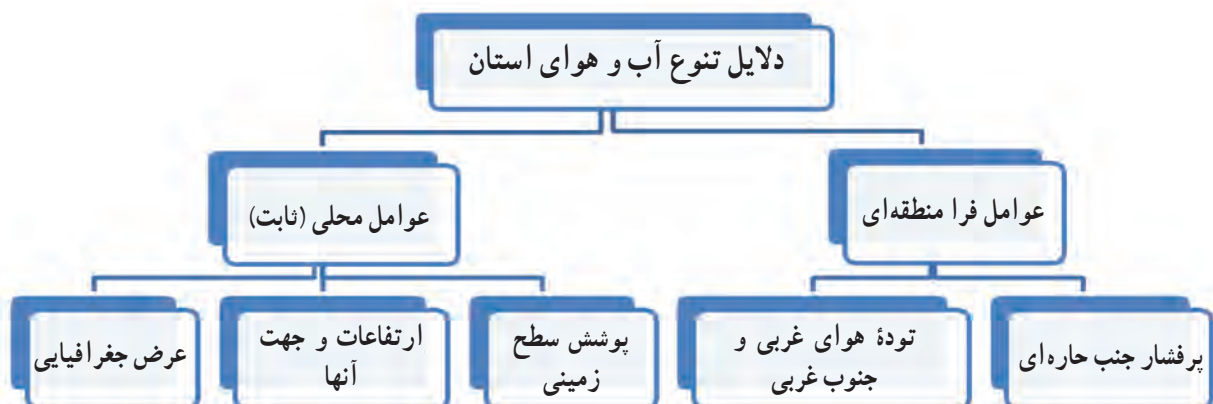 دلایل تنوع آب و هوای استان
عوامل فرا منطقه‌ای
عوامل محلی (ثابت)
پرفشار جنب حاره‌ای
تودهٔ هوای غربی و
جنوب غربی
پوشش سطح
زمینی
ارتفاعات و جهت
آنها
عرض جغرافیایی